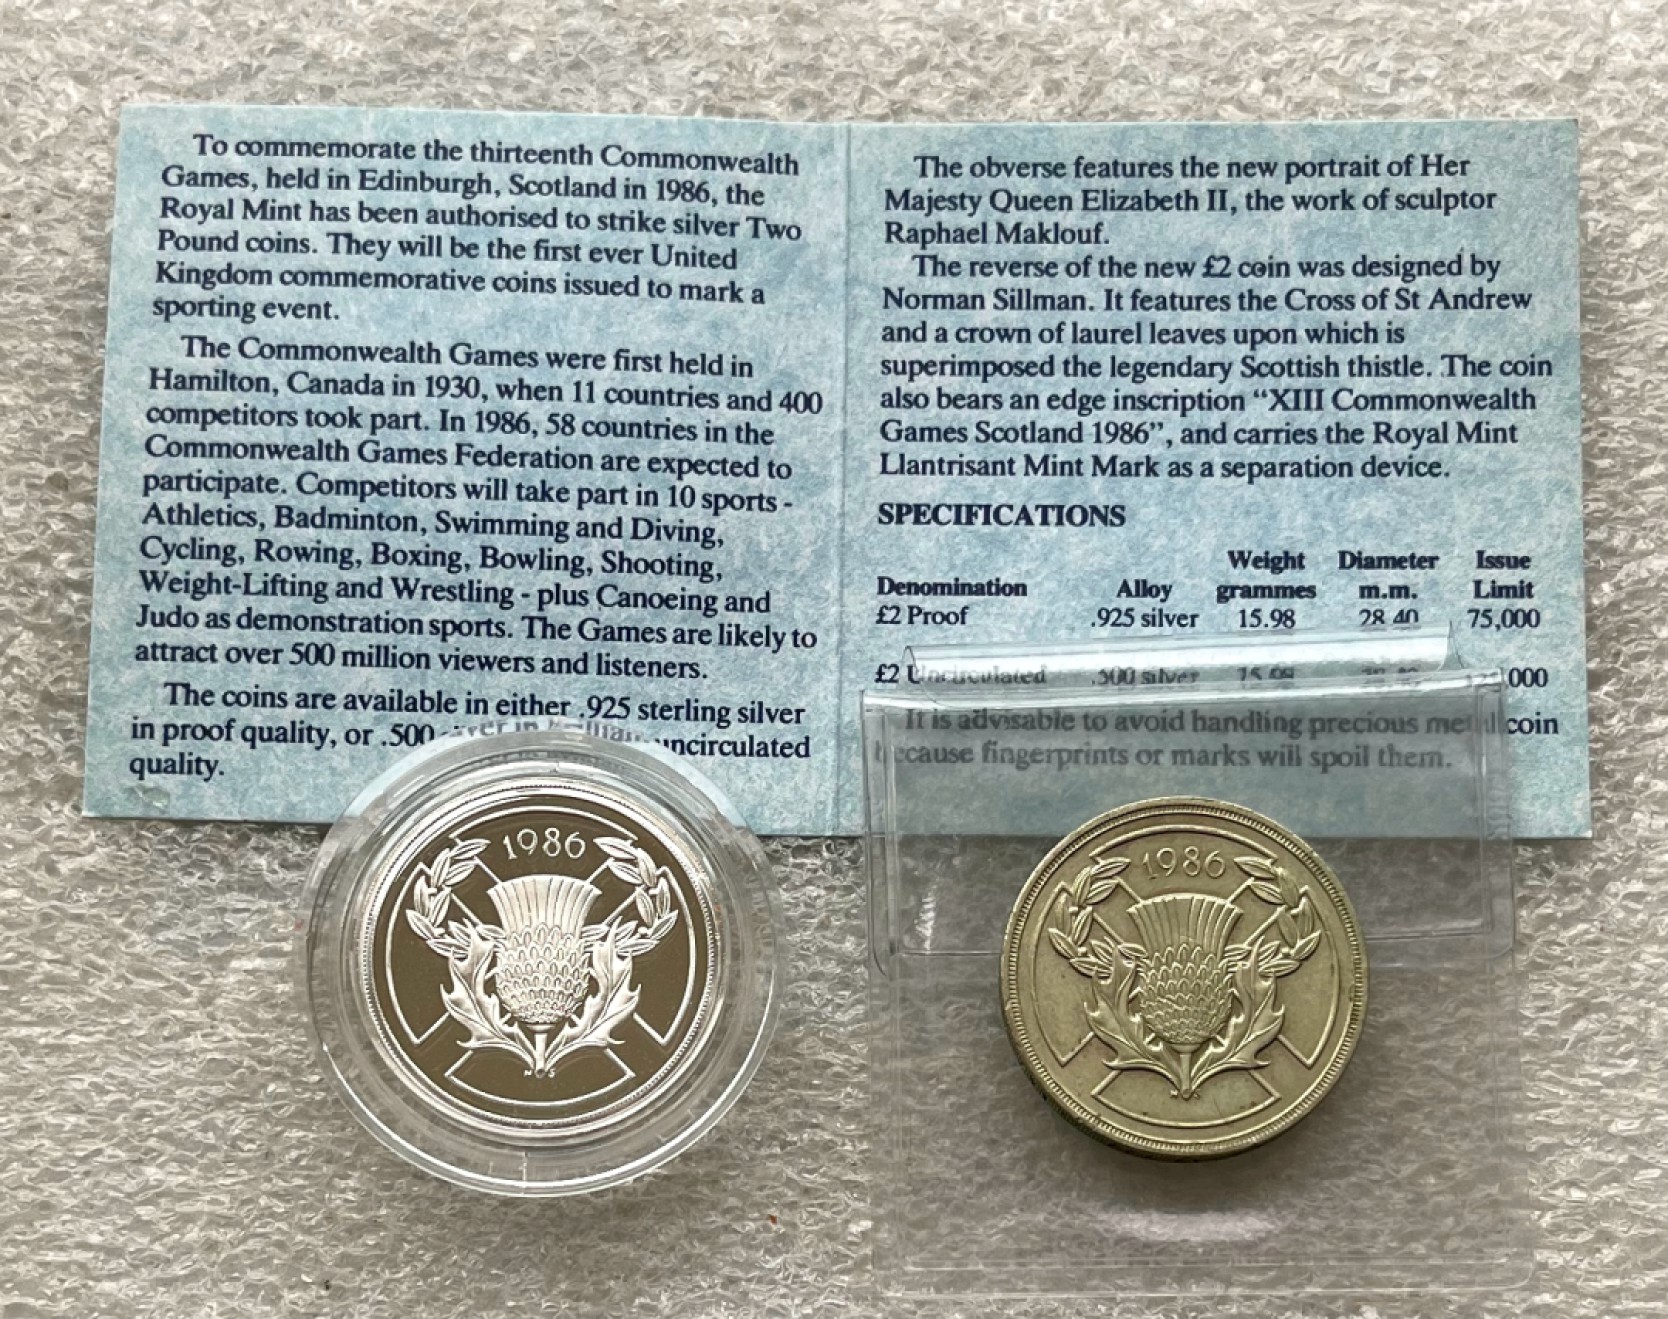 To commemorate the thirteenth Commonwealth
Games, held in Edinburgh, Scotland in 1986, the
Royal Mint has been authorised to strike silver Two
Pound coins. They will be the first ever United
Kingdom commemorative coins issued to mark a
sporting event.
The Commonwealth Games were first held in
Hamilton, Canada in 1930, when 11 countries and 400
competitors took part. In 1986, 58 countries in the
Commonwealth Games Federation are expected to
participate. Competitors will take part in 10 sports -
Athletics, Badminton, Swimming and Diving,
Cycling, Rowing, Boxing, Bowling, Shooting,
Weight-Lifting and Wrestling - plus Canoeing and
Judo as demonstration sports. The Games are likely to
attract over 500 million viewers and listeners.
The coins are available in either .925 sterling silver
in proof quality, or .500 in uncirculated
quality.
The obverse features the new portrait of Her
Majesty Queen Elizabeth II, the work of sculptor
Raphael Maklouf.
The reverse of the new £2 coin was designed by
Norman Sillman. It features the Cross of St Andrew
and a crown of laurel leaves upon which is
superimposed the legendary Scottish thistle. The coin
also bears an edge inscription "XIII Commonwealth
Games Scotland 1986", and carries the Royal Mint
Llantrisant Mint Mark as a separation device.
SPECIFICATIONS
Weight Diameter Issue
Denomination Alloy grammes m.m. Limit
£2 Proof .925 silver 15.98 28.40 75,000
£2 Uncirculated .500 silver 15.98
It is advisable to avoid handling precious metal coin
because fingerprints or marks will spoil them.
1986
N S
1986